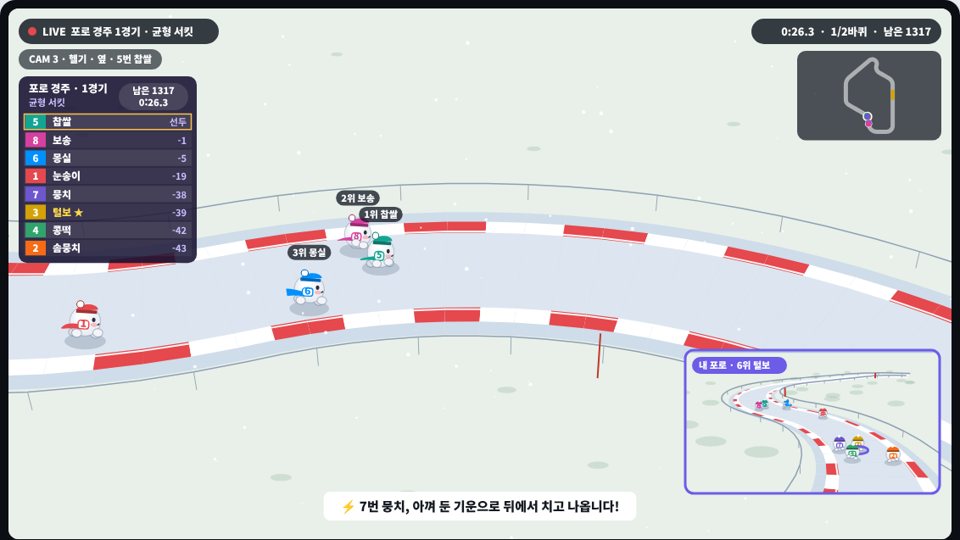 LIVE 포로 경주 1경기 · 균형 서킷
0:26.3 · 1/2바퀴 · 남은 1317
CAM 3 · 헬기 · 옆 · 5번 찹쌀
포로 경주 · 1경기
균형 서킷
남은 1317
0:26.3
5 찹쌀 선두
8 보송 -1
6 몽실 -5
1 눈송이 -19
7 뭉치 -38
3 털보 ★ -39
4 콩떡 -42
2 솔뭉치 -43
2위 보송
1위 찹쌀
3위 몽실
8
5
6
1
내 포로 · 6위 털보
⚡ 7번 뭉치, 아껴 둔 기운으로 뒤에서 치고 나옵니다!